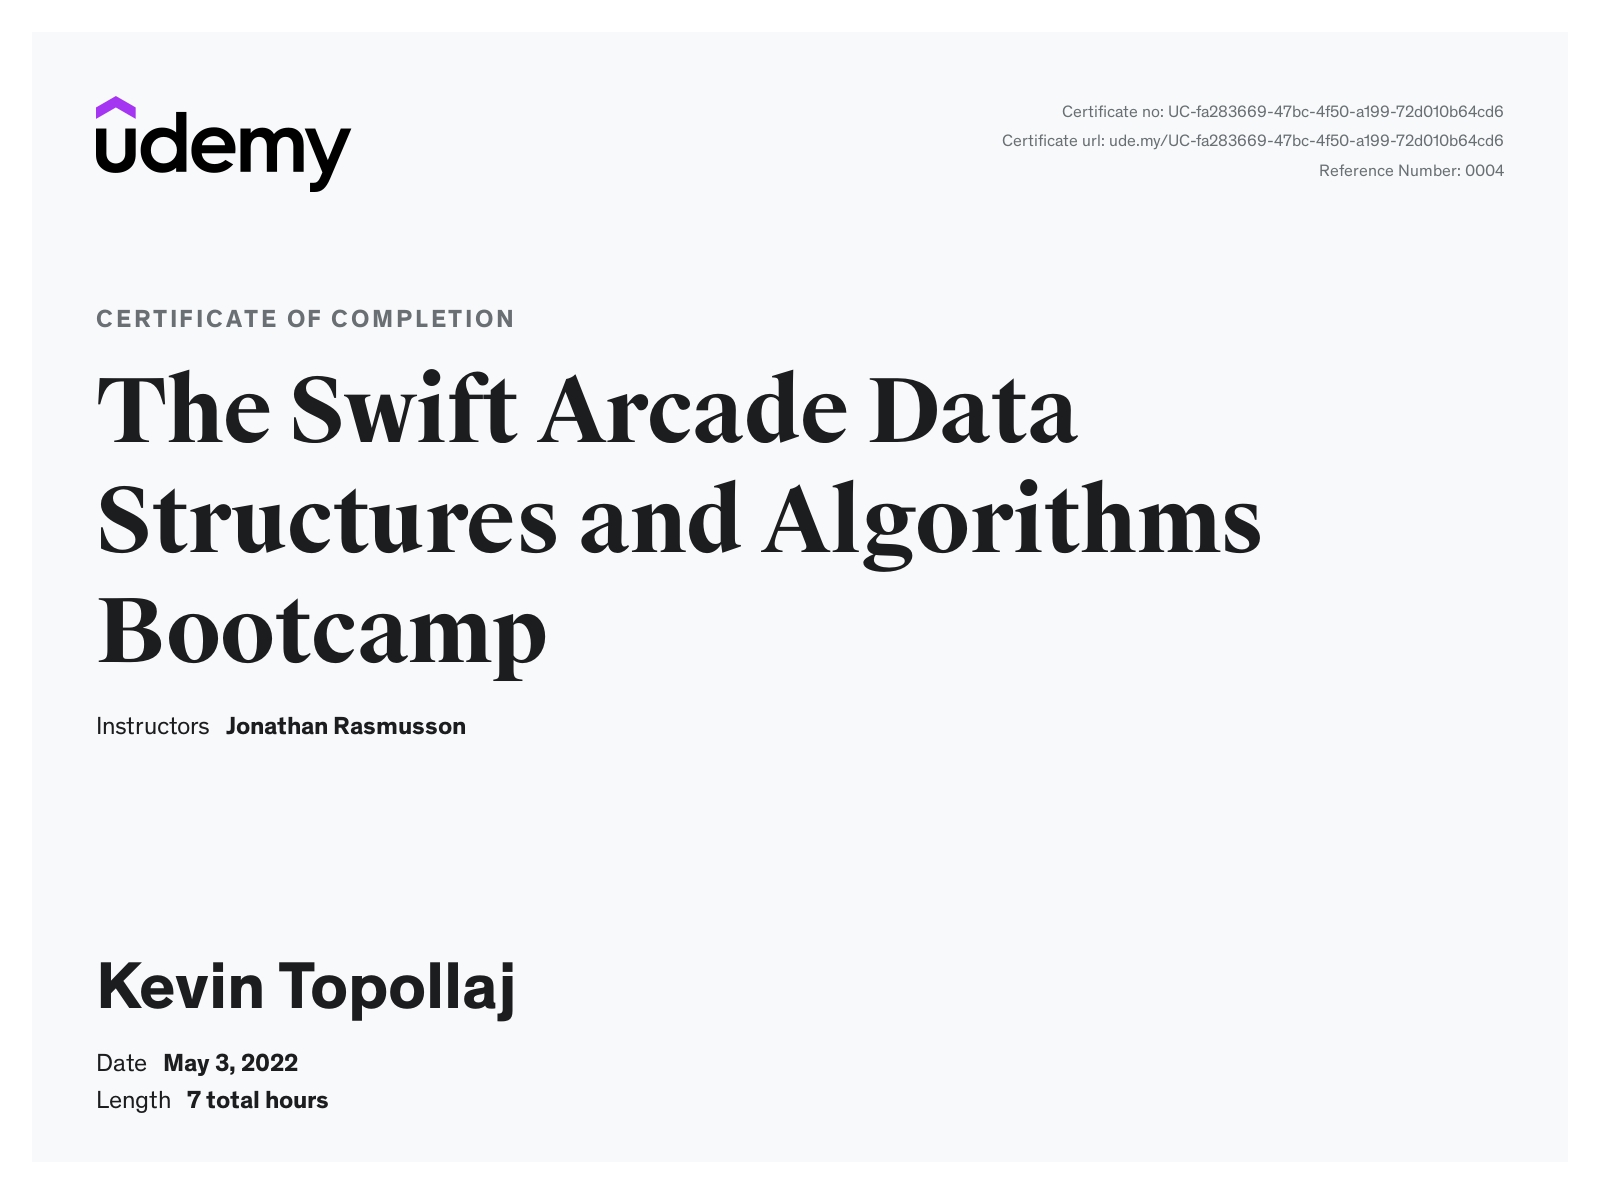 udemy
Certificate no: UC-fa283669-47bc-4f50-a199-72d010b64cd6
Certificate url: ude.my/UC-fa283669-47bc-4f50-a199-72d010b64cd6
Reference Number: 0004
CERTIFICATE OF COMPLETION
The Swift Arcade Data
Structures and Algorithms
Bootcamp
Instructors Jonathan Rasmusson
Kevin Topollaj
Date May 3, 2022
Length 7 total hours